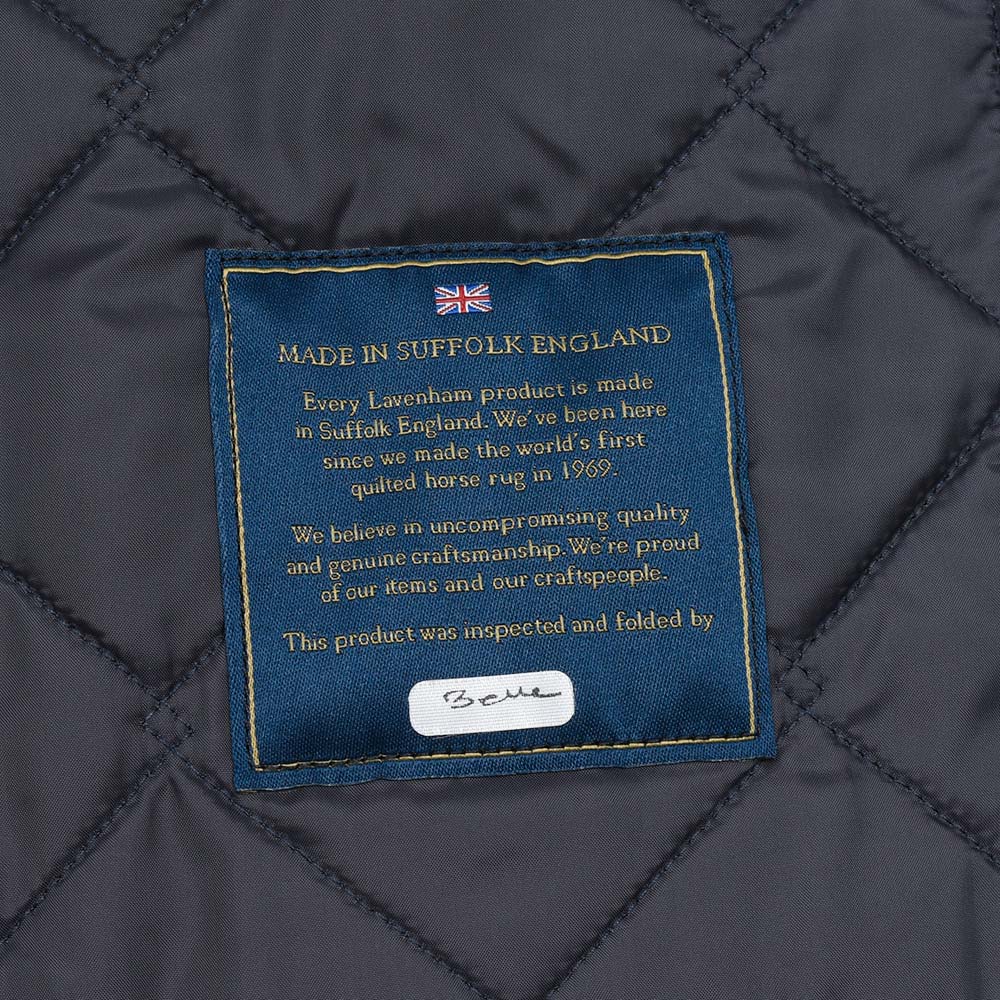 MADE IN SUFFOLK ENGLAND
Every Lavenham product is made
in Suffolk England. We've been here
since we made the world's first
quilted horse rug in 1969.
We believe in uncompromising quality
and genuine craftsmanship. We're proud
of our items and our craftspeople.
This product was inspected and folded by
Belle